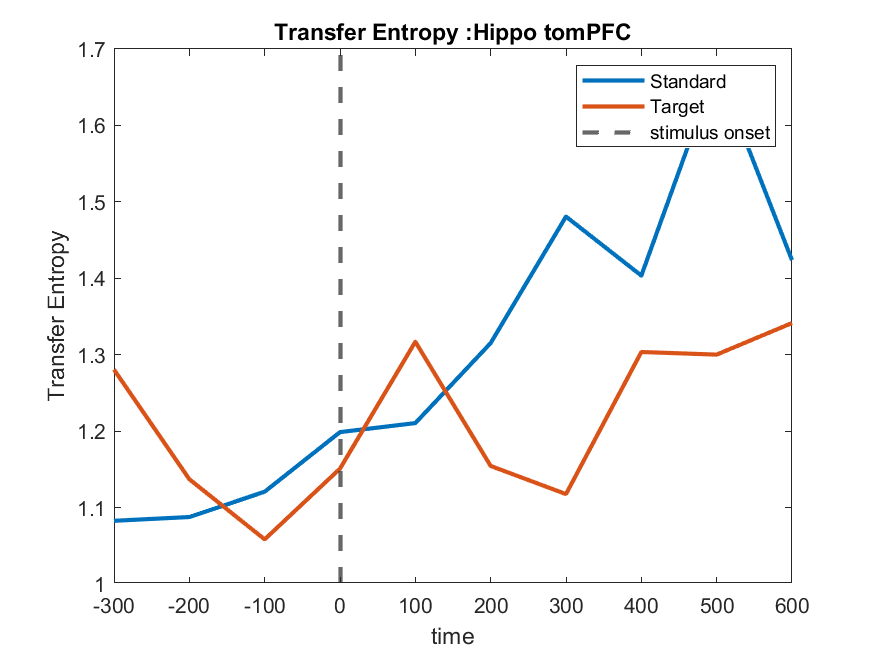 Transfer Entropy :Hippo tomPFC
1.7
1.6
1.5
1.4
1.3
1.2
1.1
1
Transfer Entropy
Standard
Target
stimulus onset
-300 -200 -100 0 100 200 300 400 500 600
time